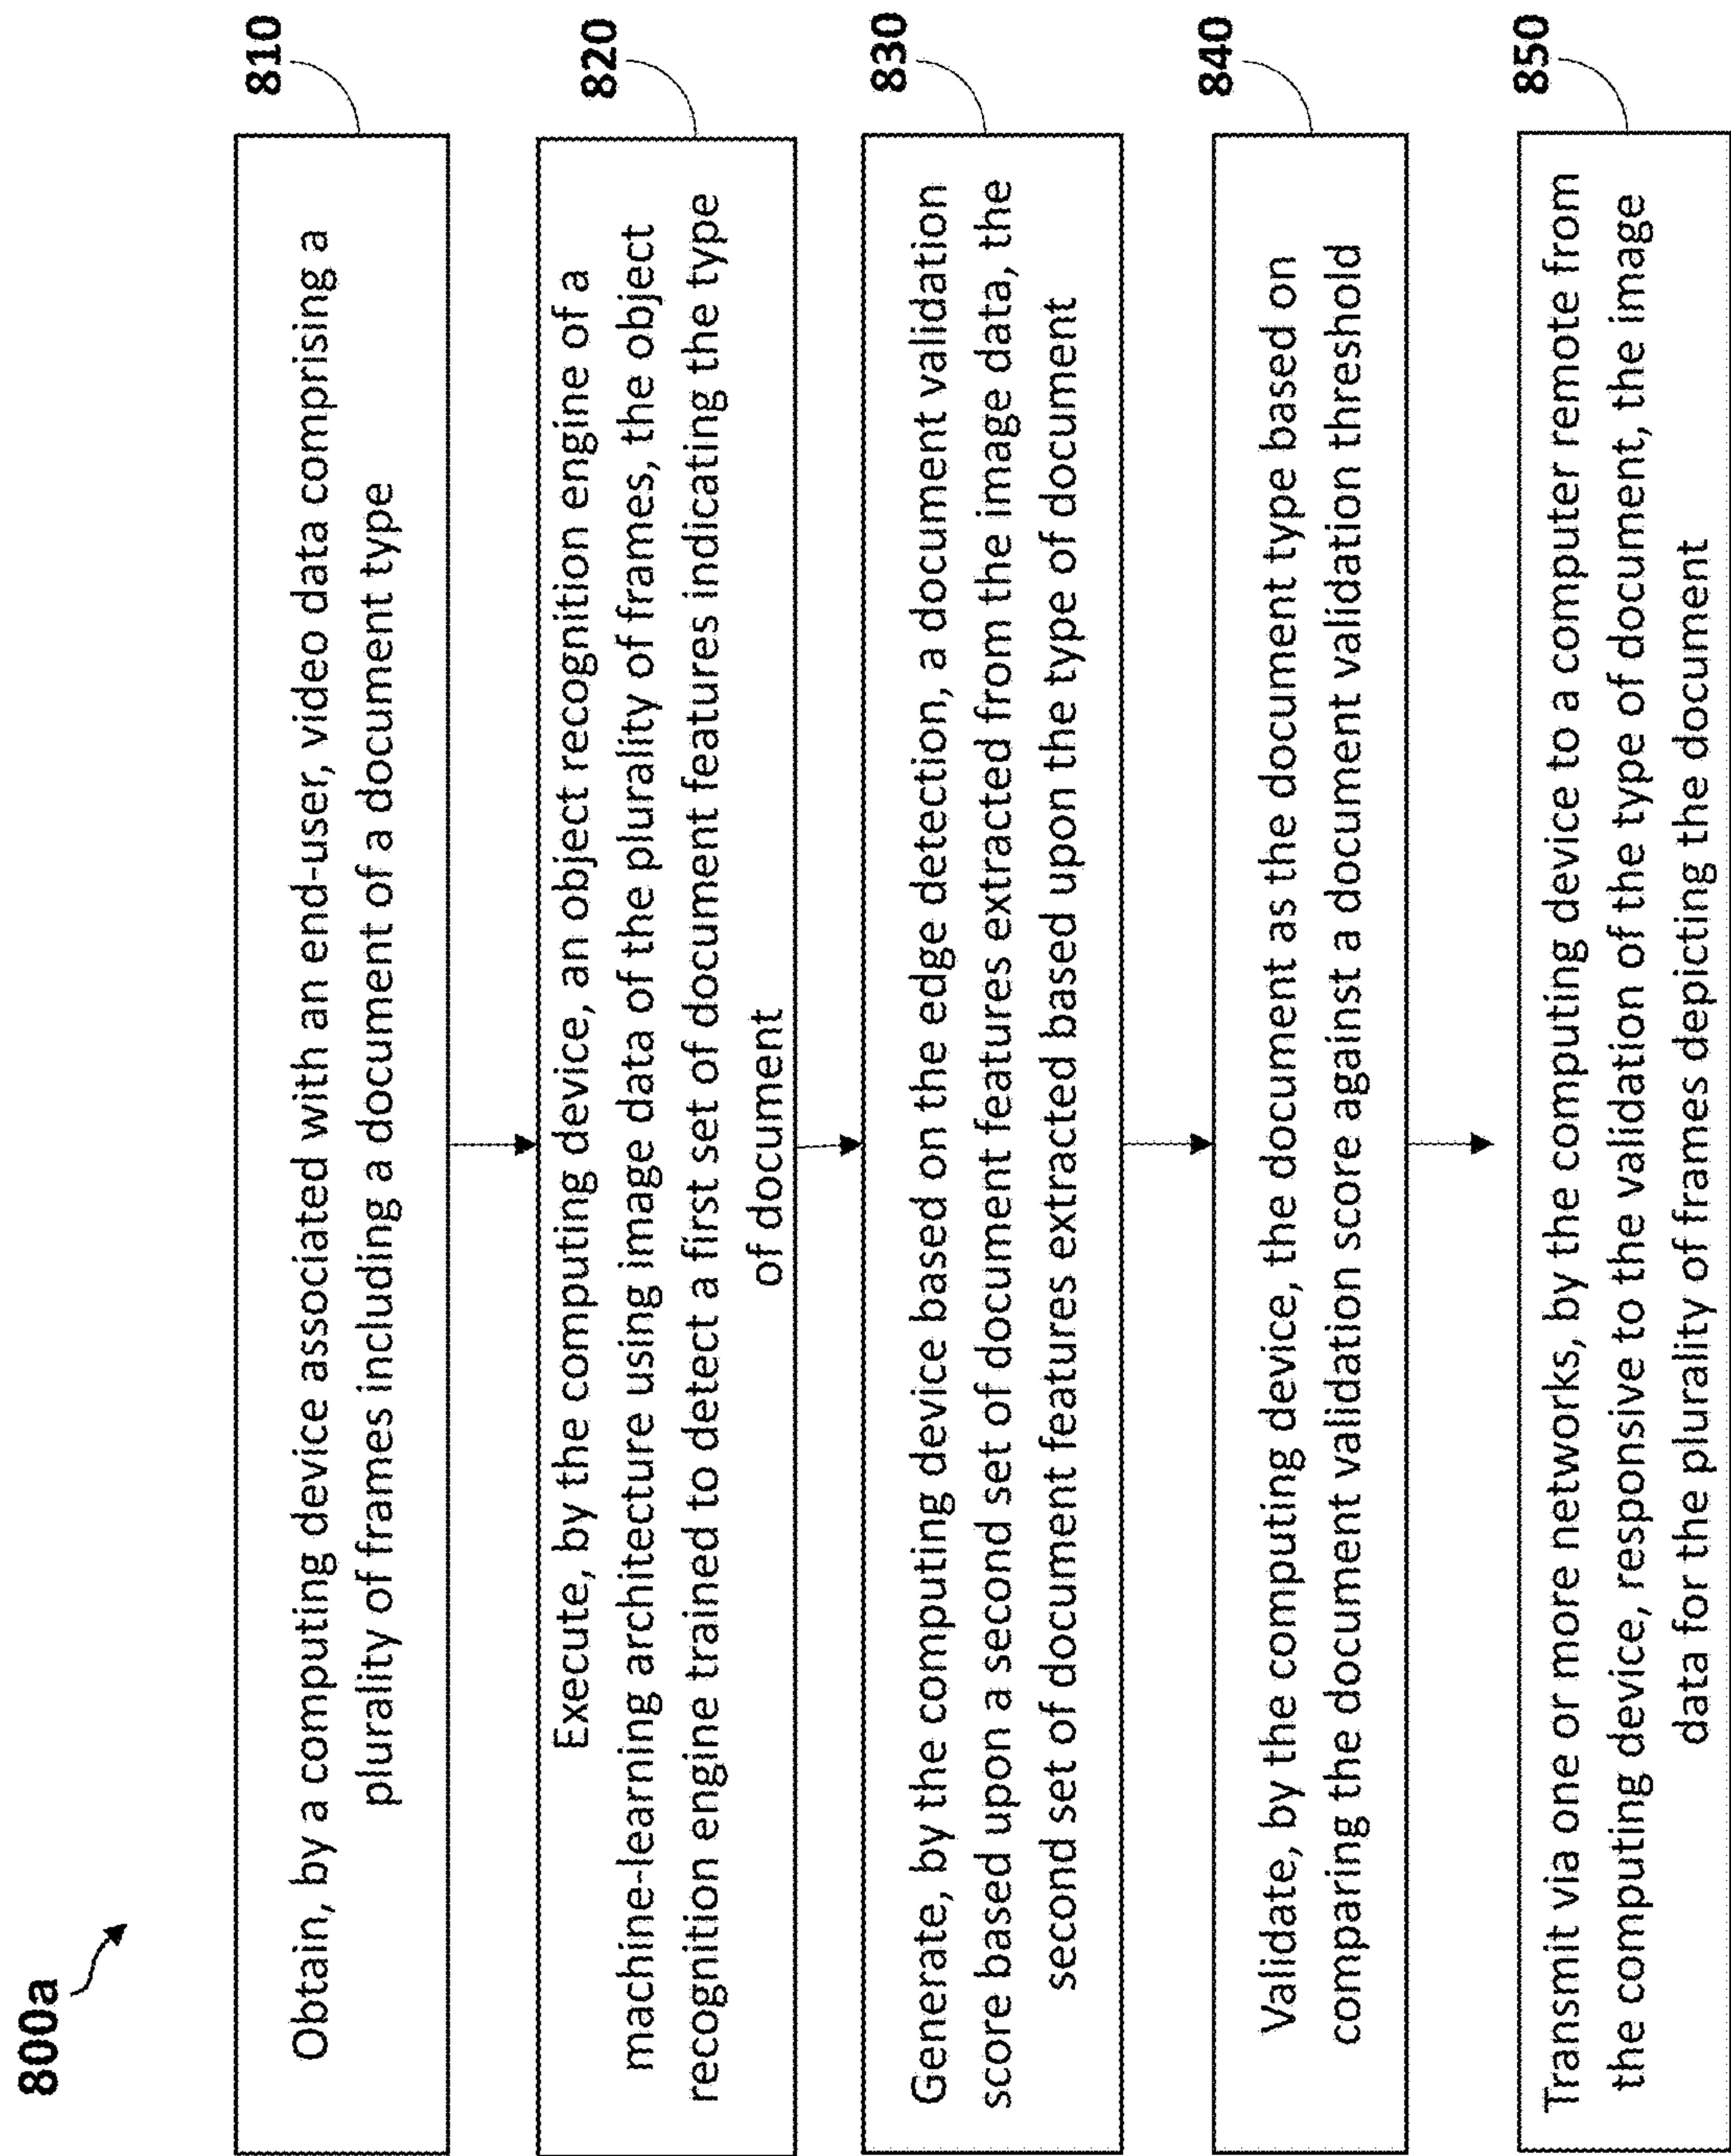 800a
810
Obtain, by a computing device associated with an end-user, video data comprising a
plurality of frames including a document of a document type
820
Execute, by the computing device, an object recognition engine of a
machine-learning architecture using image data of the plurality of frames, the object
recognition engine trained to detect a first set of document features indicating the type
of document
830
Generate, by the computing device based on the edge detection, a document validation
score based upon a second set of document features extracted from the image data, the
second set of document features extracted based upon the type of document
840
Validate, by the computing device, the document as the document type based on
comparing the document validation score against a document validation threshold
850
Transmit via one or more networks, by the computing device to a computer remote from
the computing device, responsive to the validation of the type of document, the image
data for the plurality of frames depicting the document